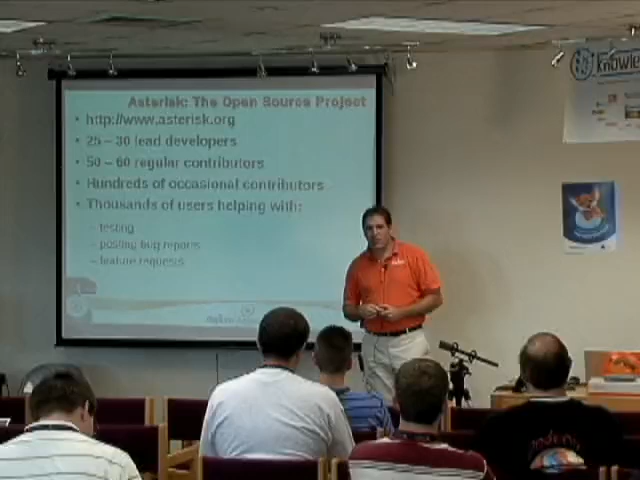 Asterisk: The Open Source Project
• http://www.asterisk.org
• 25 – 30 lead developers
• 50 – 60 regular contributors
• Hundreds of occasional contributors
• Thousands of users helping with:
– testing
– posting bug reports
– feature requests